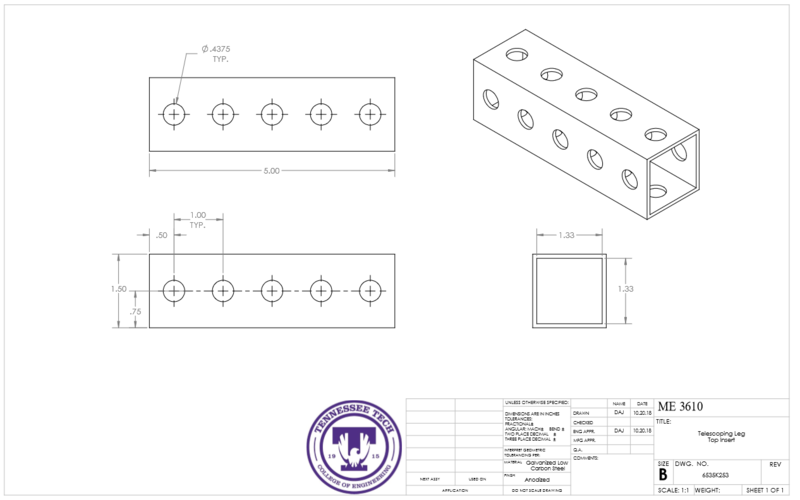 Ø.4375
TYP.
5.00
1.00
TYP.
.50
1.50
.75
1.33
1.33
TENNESSEE TECH
1915
COLLEGE OF ENGINEERING
UNLESS OTHERWISE SPECIFIED:
DIMENSIONS ARE IN INCHES
TOLERANCES:
FRACTIONAL±
ANGULAR: MACH± BEND ±
TWO PLACE DECIMAL ±
THREE PLACE DECIMAL ±
INTERPRET GEOMETRIC
TOLERANCING PER:
MATERIAL
Galvanized Low
Carbon Steel
FINISH
Anodized
NEXT ASSY
USED ON
APPLICATION
DO NOT SCALE DRAWING
NAME
DATE
DRAWN
DAJ
10.20.18
CHECKED
ENG APPR.
DAJ
10.20.18
MFG APPR.
Q.A.
COMMENTS:
ME 3610
TITLE:
Telescoping Leg
Top Insert
SIZE
B
DWG. NO.
6535K253
REV
SCALE: 1:1
WEIGHT:
SHEET 1 OF 1